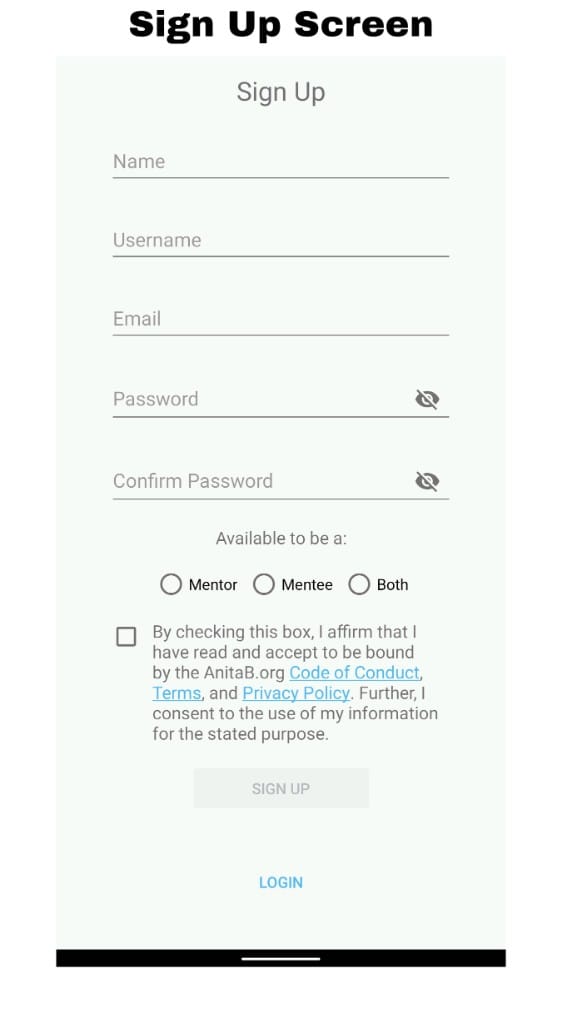 Sign Up Screen
Sign Up
Name
Username
Email
Password
Confirm Password
Available to be a:
Mentor Mentee Both
By checking this box, I affirm that I
have read and accept to be bound
by the AnitaB.org Code of Conduct,
Terms, and Privacy Policy. Further, I
consent to the use of my information
for the stated purpose.
SIGN UP
LOGIN